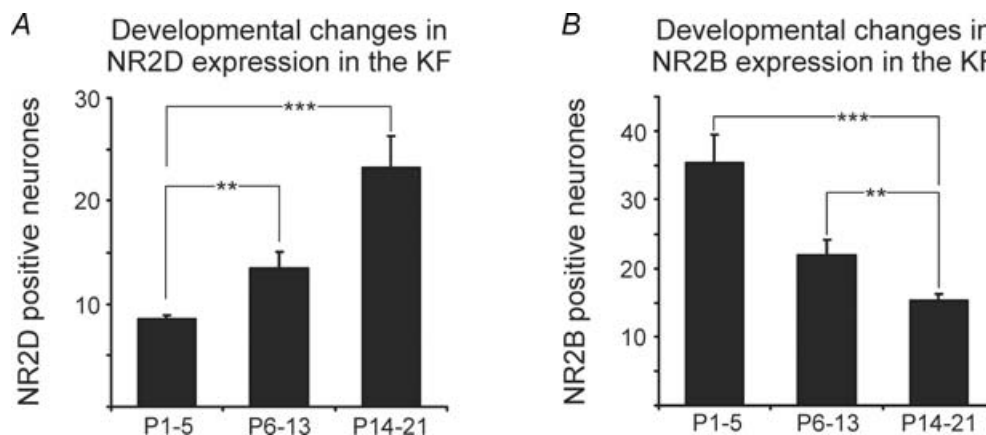 A
Developmental changes in
NR2D expression in the KF
NR2D positive neurones
30
20
10
***
**
P1-5 P6-13 P14-21
B
Developmental changes in
NR2B expression in the KF
NR2B positive neurones
40
30
20
10
***
**
P1-5 P6-13 P14-21